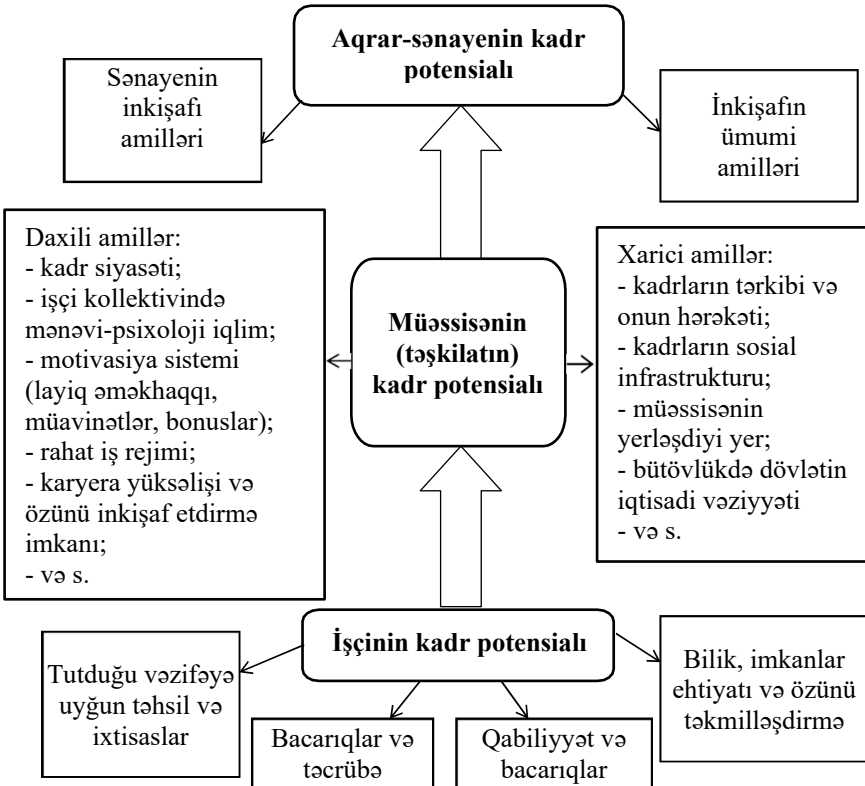 Aqrar-sənayenin kadr
potensialı
Sənayenin
inkişafı
amilləri
İnkişafın
ümumi
amilləri
Daxili amillər:
- kadr siyasəti;
- işçi kollektivində
mənəvi-psixoloji iqlim;
- motivasiya sistemi
(layiq əməkhaqqı,
müavinətlər, bonuslar);
- rahat iş rejimi;
- karyera yüksəlişi və
özünü inkişaf etdirmə
imkanı;
- və s.
Müəssisənin
(təşkilatın)
kadr potensialı
Xarici amillər:
- kadrların tərkibi və
onun hərəkəti;
- kadrların sosial
infrastrukturu;
- müəssisənin
yerləşdiyi yer;
- bütövlükdə dövlətin
iqtisadi vəziyyəti
- və s.
İşçinin kadr potensialı
Tutduğu vəzifəyə
uyğun təhsil və
ixtisaslar
Bacarıqlar və
təcrübə
Qabiliyyət və
bacarıqlar
Bilik, imkanlar
ehtiyatı və özünü
təkmilləşdirmə